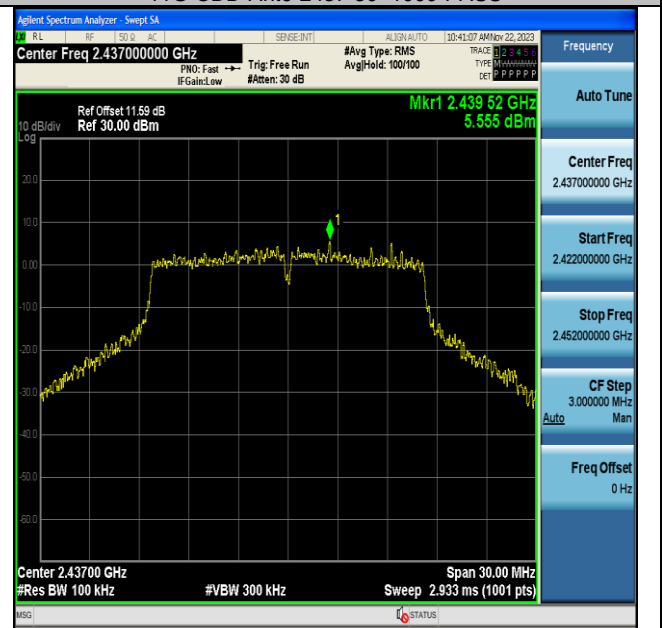 Agilent Spectrum Analyzer - Swept SA
LXI RL RF 50 Ω AC SENSE:INT ALIGN AUTO 10:41:07 AM Nov 22, 2023
Center Freq 2.437000000 GHz
PNO: Fast
IFGain:Low
Trig: Free Run
#Atten: 30 dB
#Avg Type: RMS
Avg|Hold: 100/100
TRACE 1 2 3 4 5 6
TYPE M
DET P P P P P P
Ref Offset 11.59 dB
10 dB/div Ref 30.00 dBm
Log
Mkr1 2.439 52 GHz
5.555 dBm
20.0
10.0
0.00
-10.0
-20.0
-30.0
-40.0
-50.0
-60.0
1
Center 2.43700 GHz Span 30.00 MHz
#Res BW 100 kHz #VBW 300 kHz Sweep 2.933 ms (1001 pts)
MSG STATUS
Frequency
Auto Tune
Center Freq
2.437000000 GHz
Start Freq
2.422000000 GHz
Stop Freq
2.452000000 GHz
CF Step
3.000000 MHz
Auto Man
Freq Offset
0 Hz